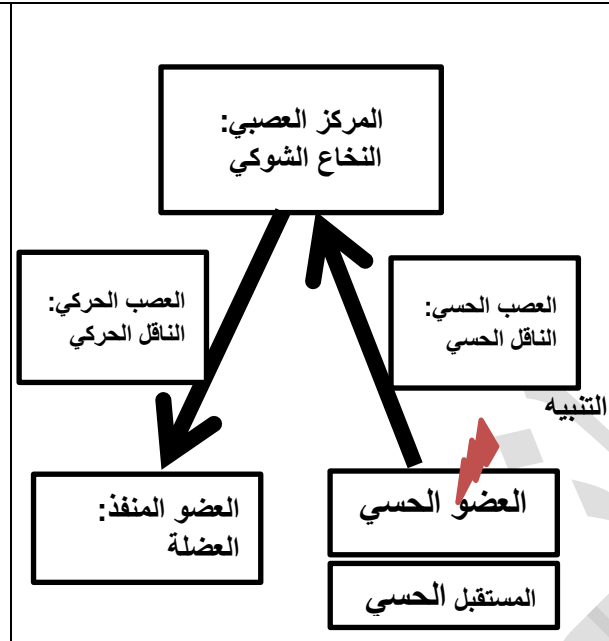 المركز العصبي:
النخاع الشوكي
العصب الحسي:
الناقل الحسي
العصب الحركي:
الناقل الحركي
التنبيه
العضو الحسي
المستقبل الحسي
العضو المنفذ:
العضلة